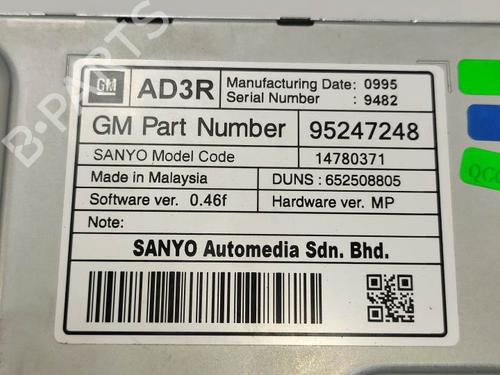 GM
AD3R
Manufacturing Date: 0995
Serial Number : 9482
GM Part Number 95247248
SANYO Model Code 14780371
Made in Malaysia DUNS : 652508805
Software ver. 0.46f Hardware ver. MP
Note:
SANYO Automedia Sdn. Bhd.
B-PARTS